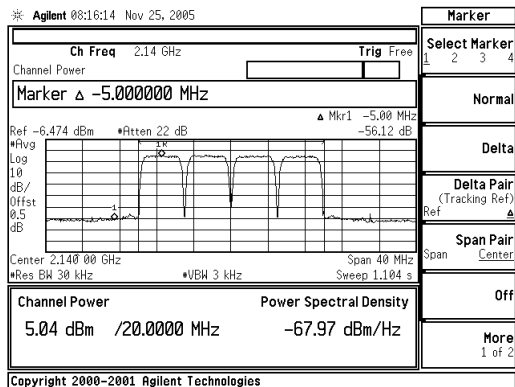 Agilent 08:16:14 Nov 25, 2005
Marker
Ch Freq 2.14 GHz Trig Free
Channel Power
Marker Δ -5.000000 MHz
Δ Mkr1 -5.00 MHz
Ref -6.474 dBm #Atten 22 dB -56.12 dB
#Avg
Log
10
dB/
Offst
0.5
dB
1R
1
Center 2.140 00 GHz Span 40 MHz
#Res BW 30 kHz #VBW 3 kHz Sweep 1.104 s
Channel Power Power Spectral Density
5.04 dBm /20.0000 MHz -67.97 dBm/Hz
Select Marker
1 2 3 4
Normal
Delta
Delta Pair
(Tracking Ref)
Ref Δ
Span Pair
Span Center
Off
More
1 of 2
Copyright 2000-2001 Agilent Technologies